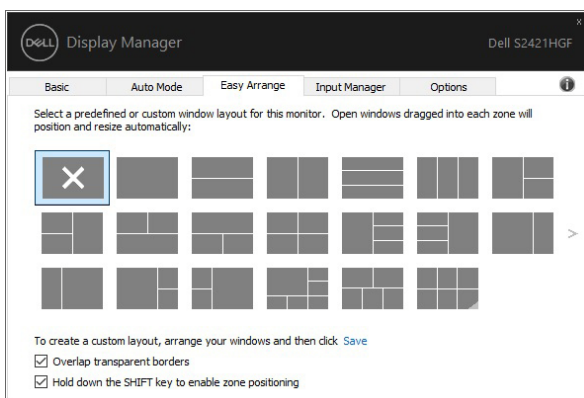 x
DELL Display Manager Dell S2421HGF
Basic Auto Mode Easy Arrange Input Manager Options i
Select a predefined or custom window layout for this monitor. Open windows dragged into each zone will
position and resize automatically:
To create a custom layout, arrange your windows and then click Save
Overlap transparent borders
Hold down the SHIFT key to enable zone positioning